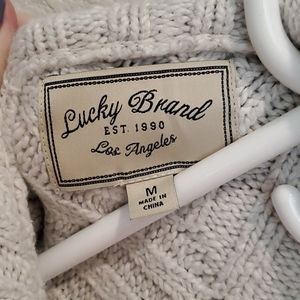 Lucky Brand
EST. 1990
Los Angeles
M
MADE IN
CHINA